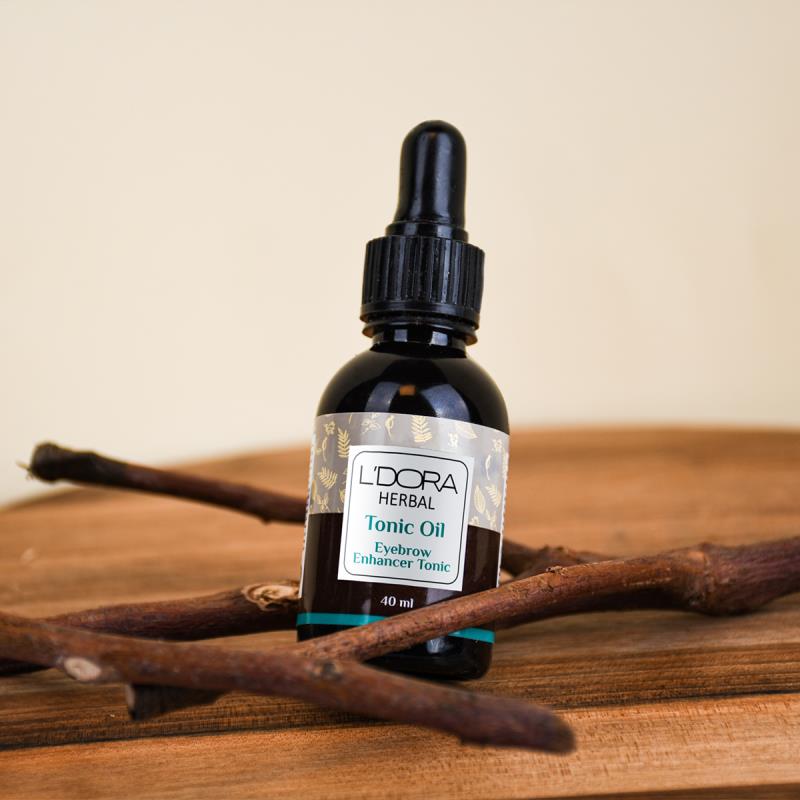 L'DORA
HERBAL
Tonic Oil
Eyebrow
Enhancer Tonic
40 ml